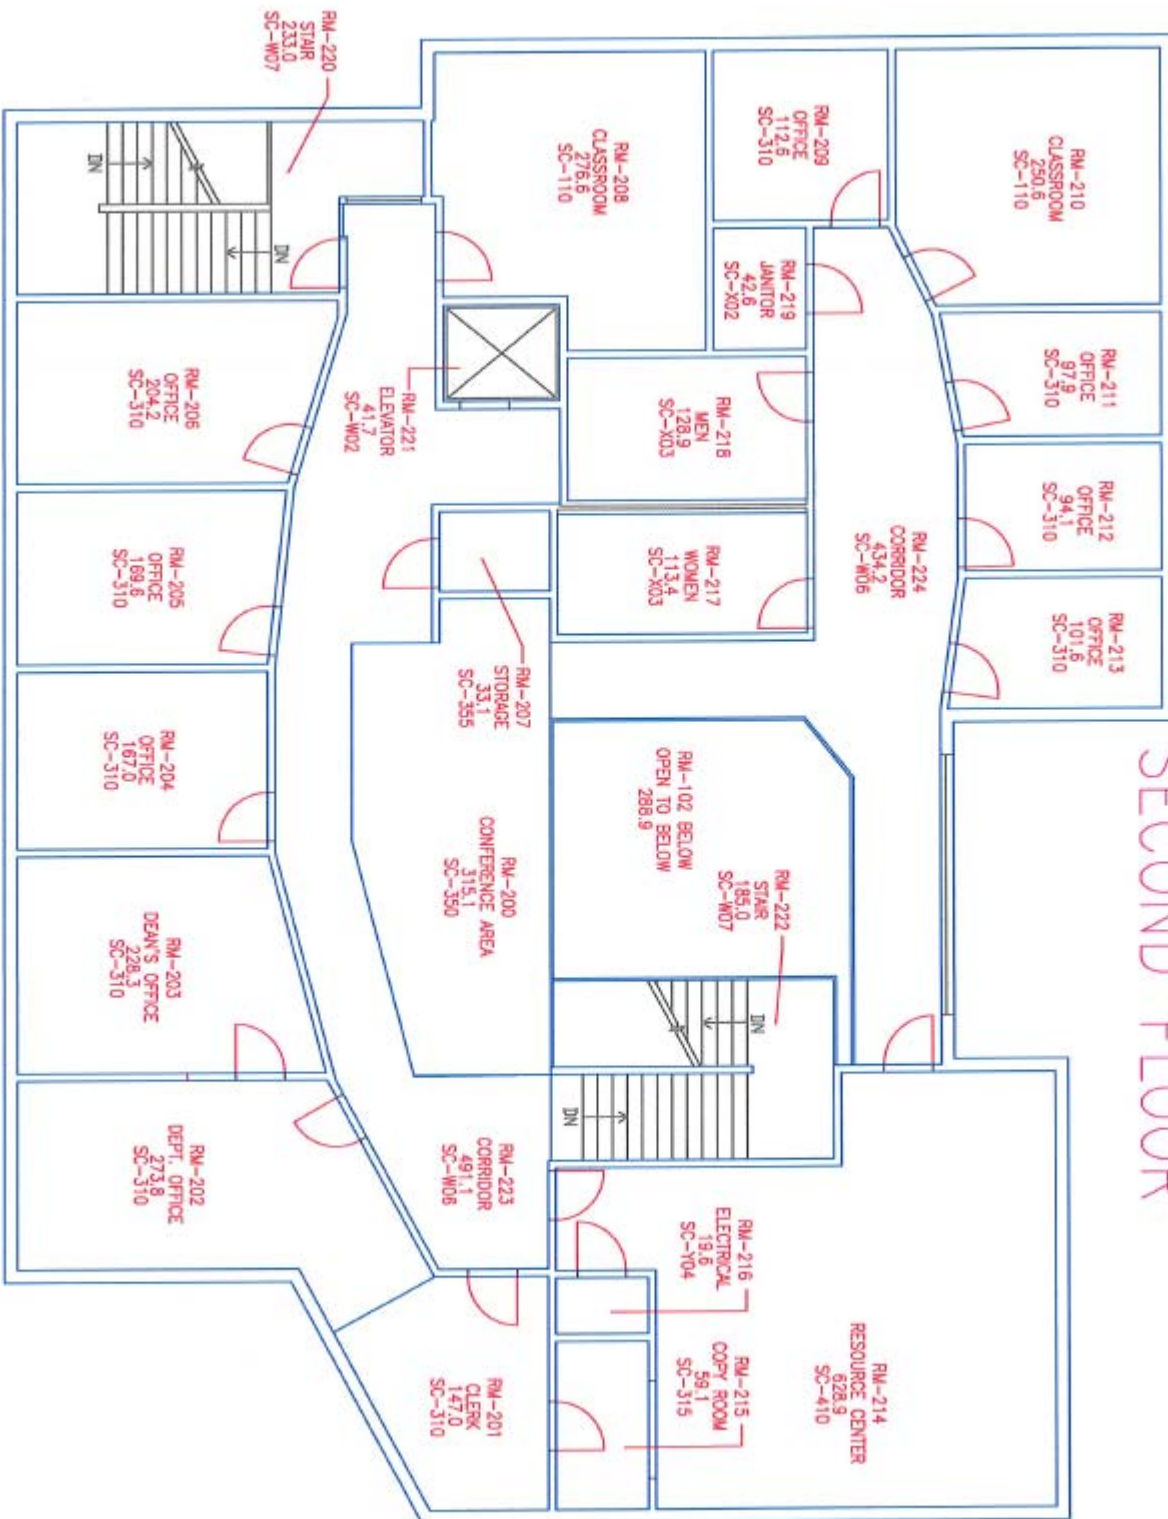 SECOND FLOOR
RM-210
CLASSROOM
250.6
SC-110
RM-211
OFFICE
97.9
SC-310
RM-212
OFFICE
94.1
SC-310
RM-213
OFFICE
101.6
SC-310
RM-209
OFFICE
112.6
SC-310
RM-219
JANITOR
42.6
SC-X02
RM-224
CORRIDOR
434.2
SC-W06
RM-214
RESOURCE CENTER
628.9
SC-410
RM-208
CLASSROOM
276.6
SC-110
RM-218
MEN
128.9
SC-X03
RM-217
WOMEN
113.4
SC-X03
RM-102 BELOW
OPEN TO BELOW
288.9
RM-222
STAIR
185.0
SC-W07
DN
DN
RM-216
ELECTRICAL
19.6
SC-Y04
RM-215
COPY ROOM
59.1
SC-315
RM-220
STAIR
233.0
SC-W07
DN
DN
RM-221
ELEVATOR
41.7
SC-W02
RM-207
STORAGE
33.1
SC-355
RM-200
CONFERENCE AREA
315.1
SC-350
RM-223
CORRIDOR
491.1
SC-W06
RM-201
CLERK
147.0
SC-310
RM-206
OFFICE
204.2
SC-310
RM-205
OFFICE
169.6
SC-310
RM-204
OFFICE
167.0
SC-310
RM-203
DEAN'S OFFICE
228.3
SC-310
RM-202
DEPT. OFFICE
273.8
SC-310